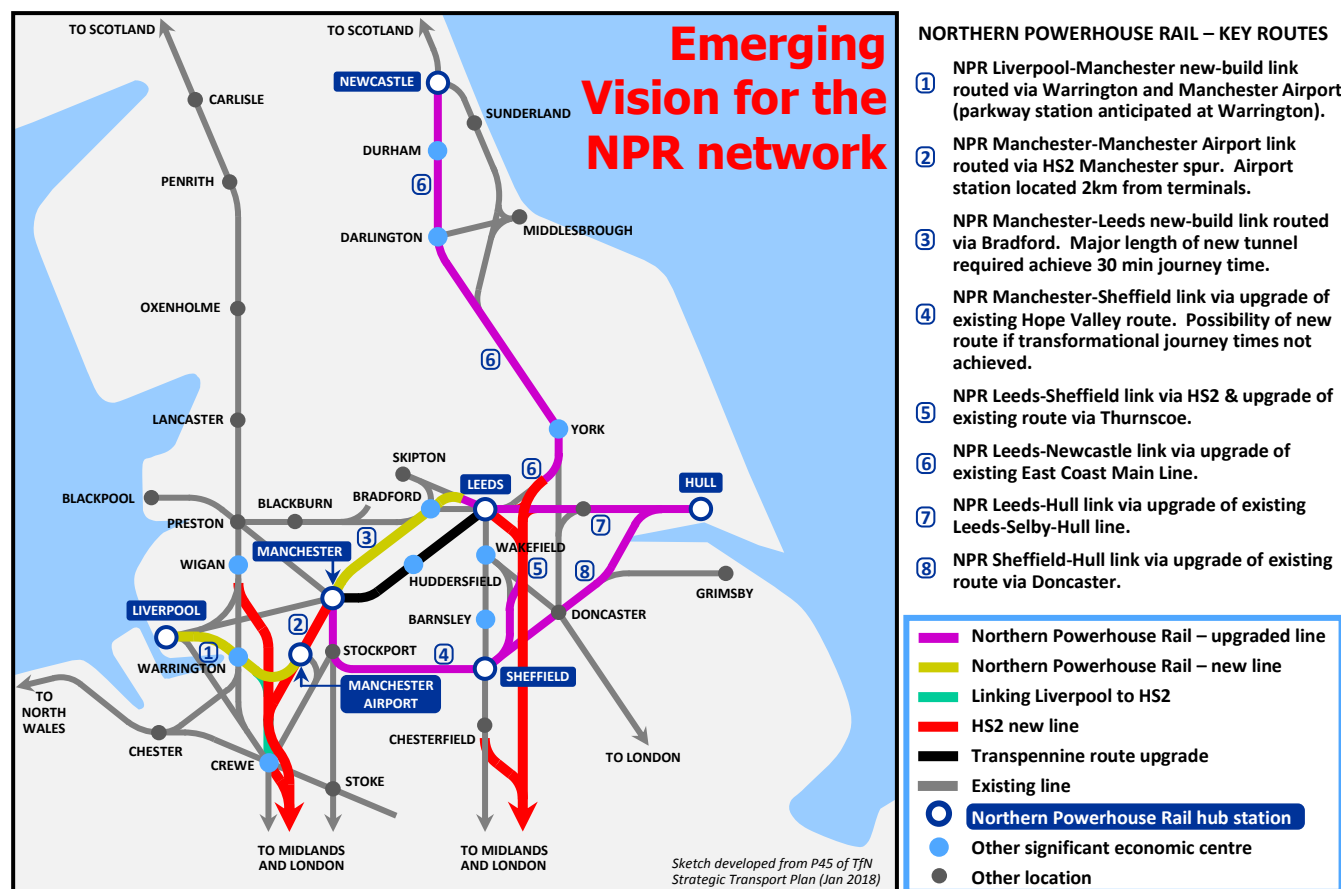 TO SCOTLAND
TO SCOTLAND
Emerging
Vision for the
NPR network
NEWCASTLE
CARLISLE
SUNDERLAND
DURHAM
6
PENRITH
DARLINGTON
MIDDLESBROUGH
OXENHOLME
6
LANCASTER
YORK
SKIPTON
6
LEEDS
HULL
BLACKPOOL
BLACKBURN
BRADFORD
PRESTON
3
7
MANCHESTER
WAKEFIELD
WIGAN
HUDDERSFIELD
5
8
GRIMSBY
LIVERPOOL
2
BARNSLEY
DONCASTER
1
STOCKPORT
4
WARRINGTON
SHEFFIELD
MANCHESTER
AIRPORT
TO
NORTH
WALES
CHESTER
CHESTERFIELD
CREWE
TO LONDON
STOKE
TO MIDLANDS
AND LONDON
TO MIDLANDS
AND LONDON
Sketch developed from P45 of TfN
Strategic Transport Plan (Jan 2018)
NORTHERN POWERHOUSE RAIL – KEY ROUTES
1 NPR Liverpool-Manchester new-build link
routed via Warrington and Manchester Airport
(parkway station anticipated at Warrington).
2 NPR Manchester-Manchester Airport link
routed via HS2 Manchester spur. Airport
station located 2km from terminals.
3 NPR Manchester-Leeds new-build link routed
via Bradford. Major length of new tunnel
required achieve 30 min journey time.
4 NPR Manchester-Sheffield link via upgrade of
existing Hope Valley route. Possibility of new
route if transformational journey times not
achieved.
5 NPR Leeds-Sheffield link via HS2 & upgrade of
existing route via Thurnscoe.
6 NPR Leeds-Newcastle link via upgrade of
existing East Coast Main Line.
7 NPR Leeds-Hull link via upgrade of existing
Leeds-Selby-Hull line.
8 NPR Sheffield-Hull link via upgrade of existing
route via Doncaster.
Northern Powerhouse Rail – upgraded line
Northern Powerhouse Rail – new line
Linking Liverpool to HS2
HS2 new line
Transpennine route upgrade
Existing line
Northern Powerhouse Rail hub station
Other significant economic centre
Other location